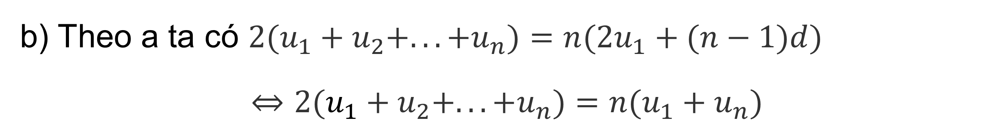 b) Theo a ta có 2(u₁ + u₂+...+uₙ) = n(2u₁ + (n − 1)d)
⇔ 2(u₁ + u₂+...+uₙ) = n(u₁ + uₙ)